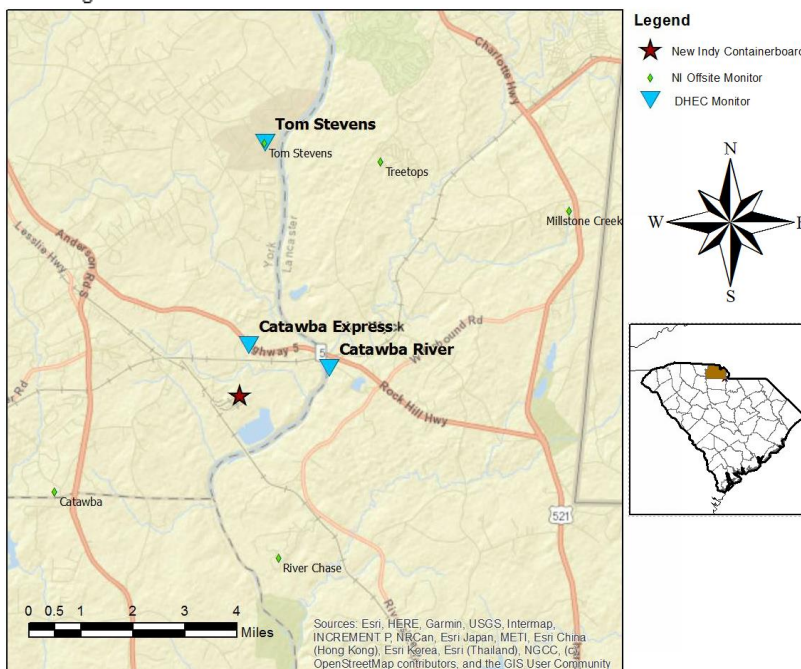 Legend
New Indy Containerboard
NI Offsite Monitor
DHEC Monitor
Charlotte Hwy
Tom Stevens
Tom Stevens
Treetops
Millstone Creek
York
Lancaster
Lesslie Hwy
Anderson Rd S
N
W
S
Catawba Express
Catawba River
5
Rock Hill Hwy
Catawba
521
River Chase
0 0.5 1 2 3 4
Miles
Sources: Esri, HERE, Garmin, USGS, Intermap,
INCREMENT P, NRCan, Esri Japan, METI, Esri China
(Hong Kong), Esri Korea, Esri (Thailand), NGCC, (c)
OpenStreetMap contributors, and the GIS User Community